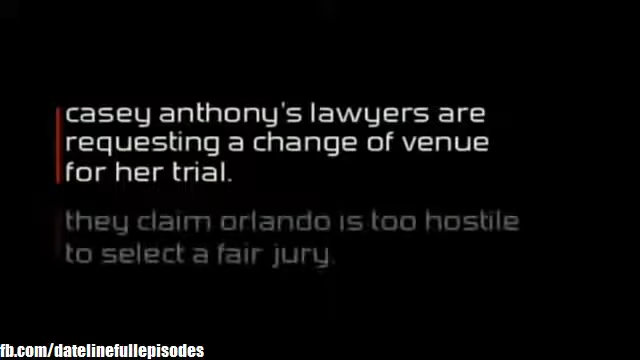 casey anthony's lawyers are
requesting a change of venue
for her trial.
they claim orlando is too hostile
to select a fair jury.
fb.com/datelinefullepisodes